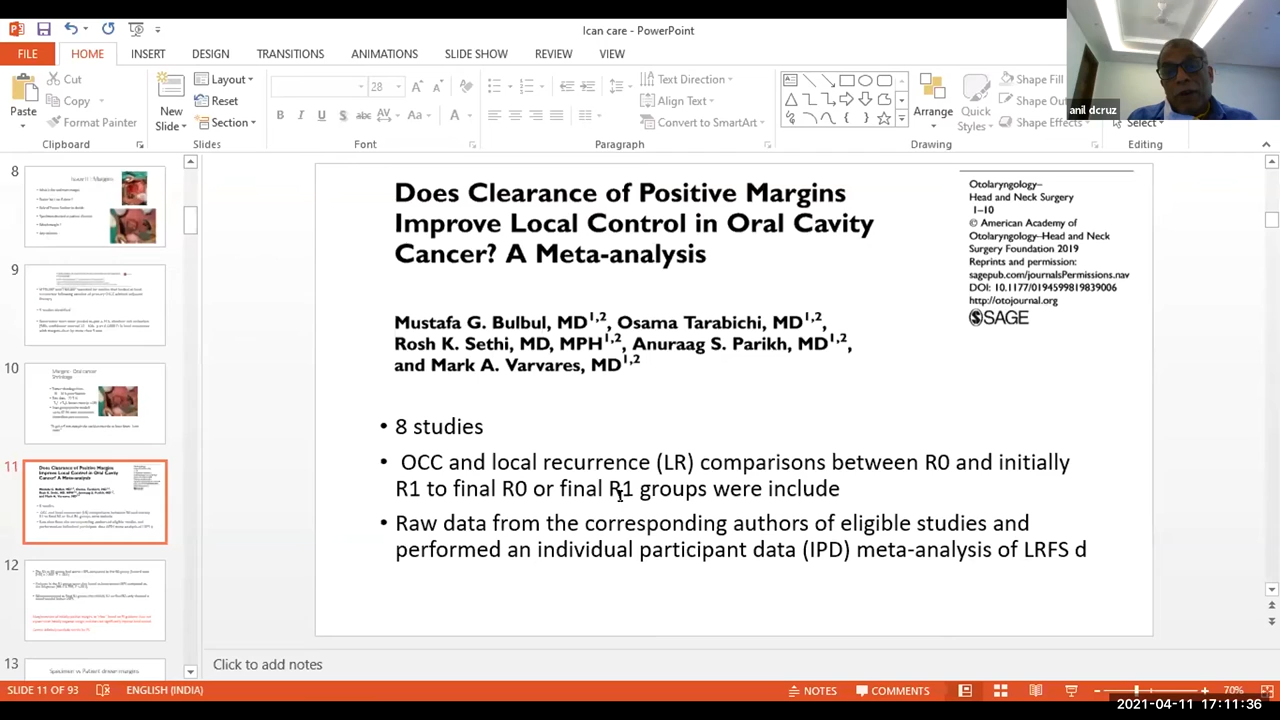 Ican care - PowerPoint
FILE
HOME
INSERT
DESIGN
TRANSITIONS
ANIMATIONS
SLIDE SHOW
REVIEW
VIEW
Paste
Cut
Copy
Format Painter
Clipboard
New
Slide
Layout
Reset
Section
Slides
28
Font
Text Direction
Align Text
Convert to SmartArt
Paragraph
Arrange
Quick
Styles
Shape Fill
Shape Effects
Drawing
Select
Editing
anil dcruz
8
9
10
11
12
13
Does Clearance of Positive Margins
Improve Local Control in Oral Cavity
Cancer? A Meta-analysis
Otolaryngology–
Head and Neck Surgery
1–10
© American Academy of
Otolaryngology–Head and Neck
Surgery Foundation 2019
Reprints and permission:
sagepub.com/journalsPermissions.nav
DOI: 10.1177/0194599819839006
http://otojournal.org
SAGE
Mustafa G. Bulbul, MD1,2, Osama Tarabichi, MD1,2,
Rosh K. Sethi, MD, MPH1,2, Anuraag S. Parikh, MD1,2,
and Mark A. Varvares, MD1,2
• 8 studies
• OCC and local recurrence (LR) comparisons between R0 and initially
R1 to final R0 or final R1 groups were include
• Raw data from the corresponding authors of eligible studies and
performed an individual participant data (IPD) meta-analysis of LRFS d
Specimen vs Patient driven margins
Click to add notes
SLIDE 11 OF 93
ENGLISH (INDIA)
NOTES
COMMENTS
70%
2021-04-11 17:11:36